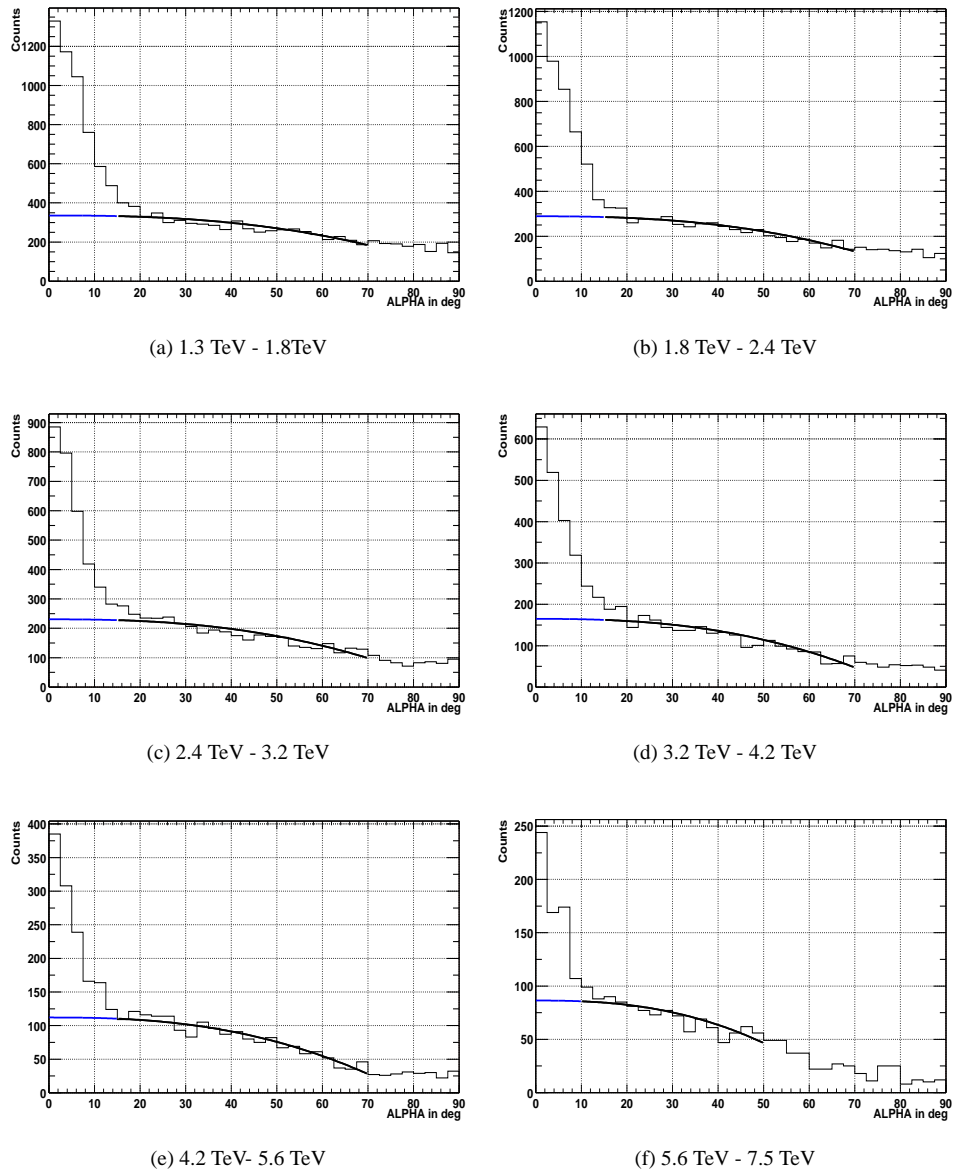 Counts
1200
1000
800
600
400
200
0
0 10 20 30 40 50 60 70 80 90
ALPHA in deg
(a) 1.3 TeV - 1.8TeV
Counts
1200
1000
800
600
400
200
0
0 10 20 30 40 50 60 70 80 90
ALPHA in deg
(b) 1.8 TeV - 2.4 TeV
Counts
900
800
700
600
500
400
300
200
100
0
0 10 20 30 40 50 60 70 80 90
ALPHA in deg
(c) 2.4 TeV - 3.2 TeV
Counts
600
500
400
300
200
100
0
0 10 20 30 40 50 60 70 80 90
ALPHA in deg
(d) 3.2 TeV - 4.2 TeV
Counts
400
350
300
250
200
150
100
50
0
0 10 20 30 40 50 60 70 80 90
ALPHA in deg
(e) 4.2 TeV- 5.6 TeV
Counts
250
200
150
100
50
0
0 10 20 30 40 50 60 70 80 90
ALPHA in deg
(f) 5.6 TeV - 7.5 TeV